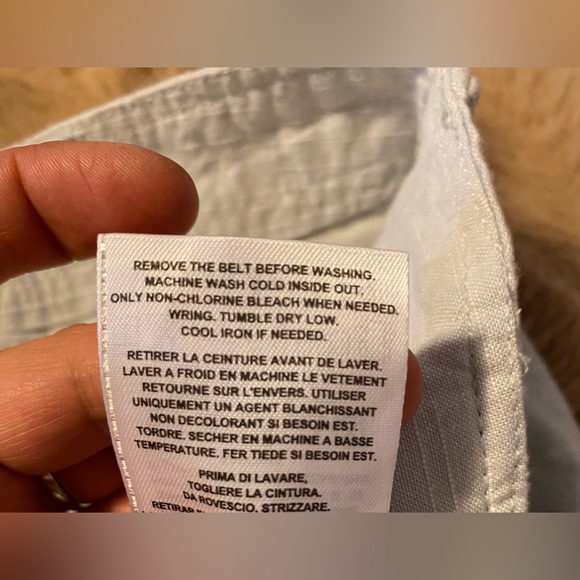 REMOVE THE BELT BEFORE WASHING.
MACHINE WASH COLD INSIDE OUT.
ONLY NON-CHLORINE BLEACH WHEN NEEDED.
WRING. TUMBLE DRY LOW.
COOL IRON IF NEEDED.
RETIRER LA CEINTURE AVANT DE LAVER.
LAVER A FROID EN MACHINE LE VETEMENT
RETOURNE SUR L'ENVERS. UTILISER
UNIQUEMENT UN AGENT BLANCHISSANT
NON DECOLORANT SI BESOIN EST.
TORDRE, SECHER EN MACHINE A BASSE
TEMPERATURE. FER TIEDE SI BESOIN EST.
PRIMA DI LAVARE,
TOGLIERE LA CINTURA.
DA ROVESCIO, STRIZZARE.